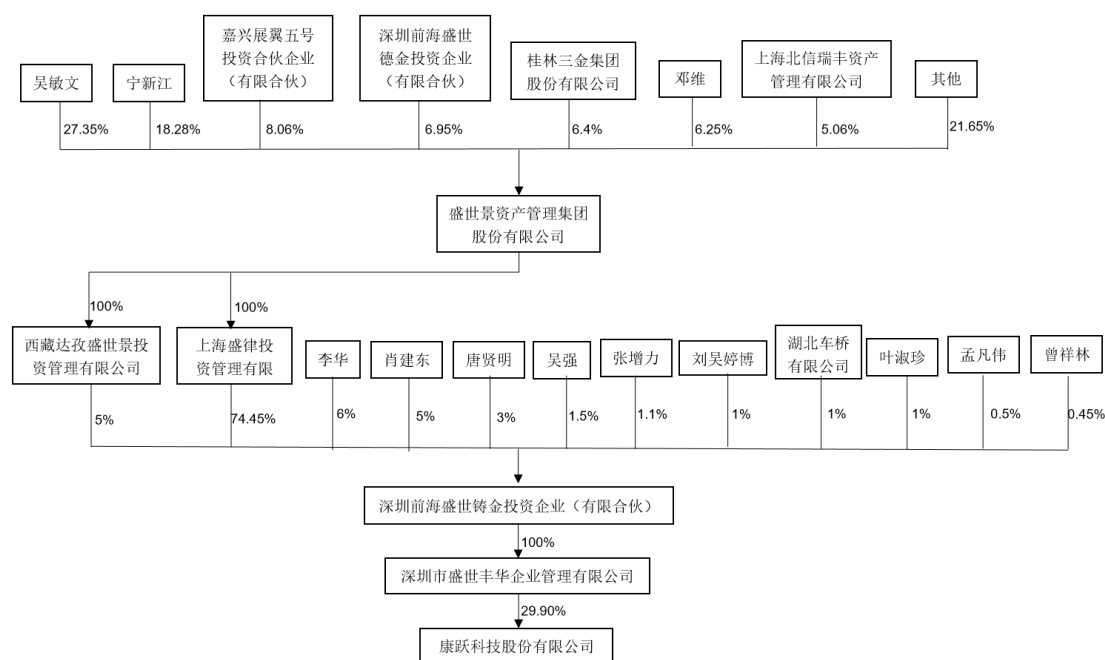 吴敏文
宁新江
嘉兴展翼五号
投资合伙企业
（有限合伙）
深圳前海盛世
德金投资企业
（有限合伙）
桂林三金集团
股份有限公司
邓维
上海北信瑞丰资产
管理有限公司
其他
27.35%
18.28%
8.06%
6.95%
6.4%
6.25%
5.06%
21.65%
盛世景资产管理集团
股份有限公司
100%
100%
西藏达孜盛世景投
资管理有限公司
上海盛律投
资管理有限
李华
肖建东
唐贤明
吴强
张增力
刘吴婷博
湖北车桥
有限公司
叶淑珍
孟凡伟
曾祥林
5%
74.45%
6%
5%
3%
1.5%
1.1%
1%
1%
1%
0.5%
0.45%
深圳前海盛世铸金投资企业（有限合伙）
100%
深圳市盛世丰华企业管理有限公司
29.90%
康跃科技股份有限公司